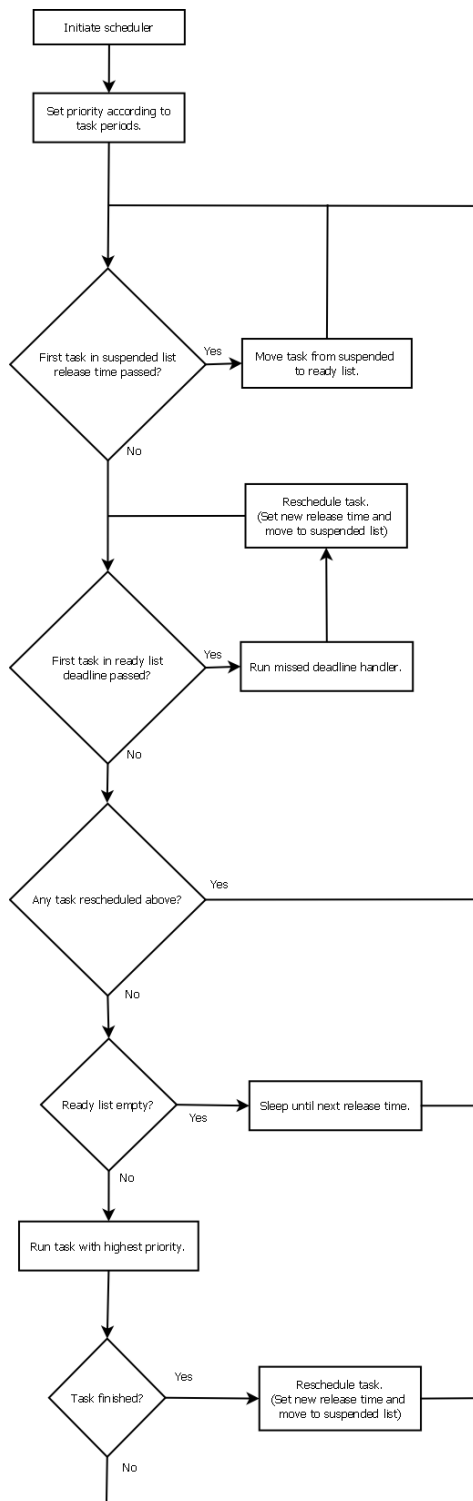 Initiate scheduler
Set priority according to
task periods.
First task in suspended list
release time passed?
Yes
Move task from suspended
to ready list.
No
Reschedule task.
(Set new release time and
move to suspended list)
First task in ready list
deadline passed?
Yes
Run missed deadline handler.
No
Any task rescheduled above?
Yes
No
Ready list empty?
Yes
Sleep until next release time.
No
Run task with highest priority.
Task finished?
Yes
Reschedule task.
(Set new release time and
move to suspended list)
No